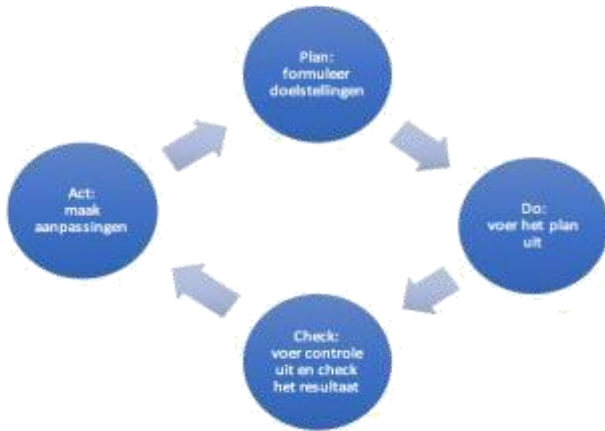 Plan:
formuleer
doelstellingen
Do:
voer het plan
uit
Check:
voer controle
uit en check
het resultaat
Act:
maak
aanpassingen